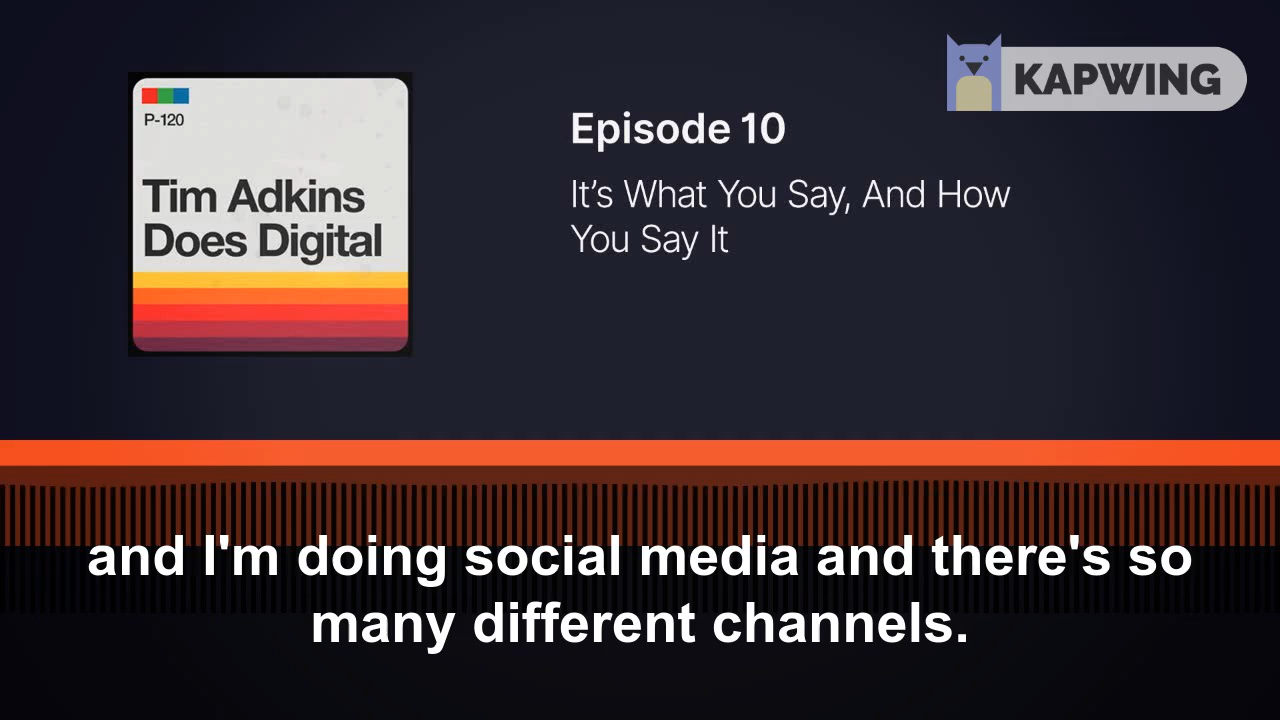 P-120
Tim Adkins
Does Digital
KAPWING
Episode 10
It’s What You Say, And How
You Say It
and I'm doing social media and there's so
many different channels.